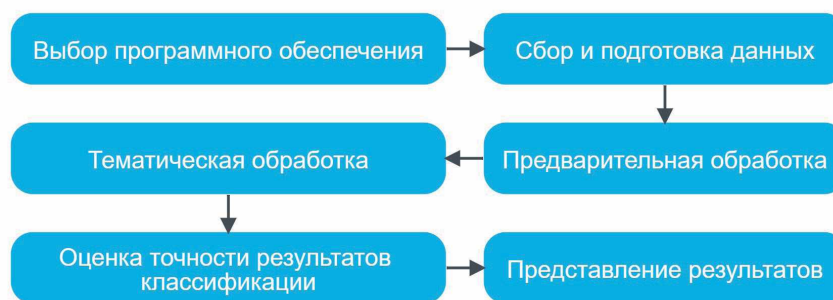 Выбор программного обеспечения
Сбор и подготовка данных
Предварительная обработка
Тематическая обработка
Оценка точности результатов
классификации
Представление результатов